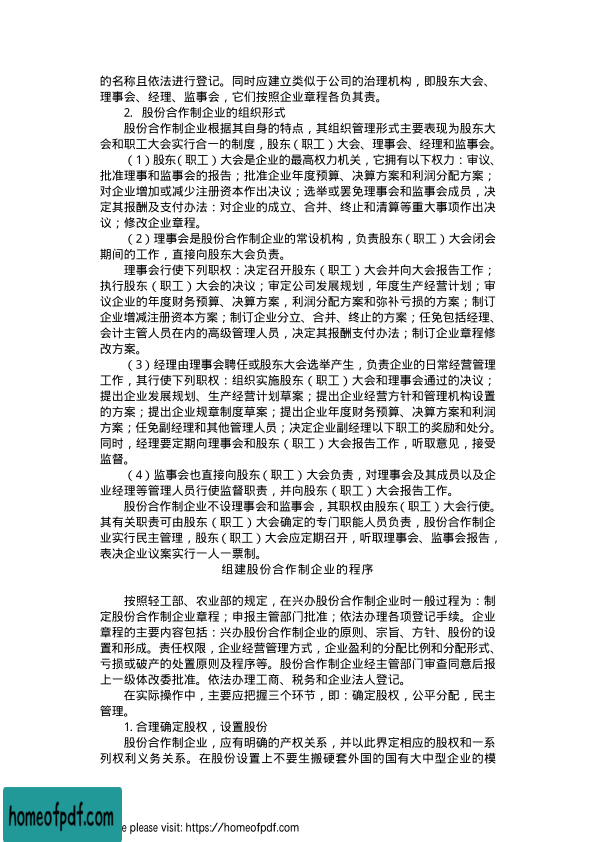 的名称且依法进行登记。同时应建立类似于公司的治理机构，即股东大会、
理事会、经理、监事会，它们按照企业章程各负其责。
2．股份合作制企业的组织形式
股份合作制企业根据其自身的特点，其组织管理形式主要表现为股东大
会和职工大会实行合一的制度，股东（职工）大会、理事会、经理和监事会。
（1）股东（职工）大会是企业的最高权力机关，它拥有以下权力：审议、
批准理事和监事会的报告；批准企业年度预算、决算方案和利润分配方案；
对企业增加或减少注册资本作出决议；选举或罢免理事会和监事会成员，决
定其报酬及支付办法：对企业的成立、合并、终止和清算等重大事项作出决
议；修改企业章程。
（2）理事会是股份合作制企业的常设机构，负责股东（职工）大会闭会
期间的工作，直接向股东大会负责。
理事会行使下列职权：决定召开股东（职工）大会并向大会报告工作；
执行股东（职工）大会的决议；审定公司发展规划，年度生产经营计划；审
议企业的年度财务预算、决算方案，利润分配方案和弥补亏损的方案；制订
企业增减注册资本方案；制订企业分立、合并、终止的方案；任免包括经理、
会计主管人员在内的高级管理人员，决定其报酬支付办法；制订企业章程修
改方案。
（3）经理由理事会聘任或股东大会选举产生，负责企业的日常经营管理
工作，其行使下列职权：组织实施股东（职工）大会和理事会通过的决议；
提出企业发展规划、生产经营计划草案；提出企业经营方针和管理机构设置
的方案；提出企业规章制度草案；提出企业年度财务预算、决算方案和利润
方案；任免副经理和其他管理人员；决定企业副经理以下职工的奖励和处分。
同时，经理要定期向理事会和股东（职工）大会报告工作，听取意见，接受
监督。
（4）监事会也直接向股东（职工）大会负责，对理事会及其成员以及企
业经理等管理人员行使监督职责，并向股东（职工）大会报告工作。
股份合作制企业不设理事会和监事会，其职权由股东（职工）大会行使。
其有关职责可由股东（职工）大会确定的专门职能人员负责，股份合作制企
业实行民主管理，股东（职工）大会应定期召开，听取理事会、监事会报告，
表决企业议案实行一人一票制。
组建股份合作制企业的程序
按照轻工部、农业部的规定，在兴办股份合作制企业时一般过程为：制
定股份合作制企业章程；申报主管部门批准；依法办理各项登记手续。企业
章程的主要内容包括：兴办股份合作制企业的原则、宗旨、方针、股份的设
置和形成。责任权限，企业经营管理方式，企业盈利的分配比例和分配形式、
亏损或破产的处置原则及程序等。股份合作制企业经主管部门审查同意后报
上一级体改委批准。依法办理工商、税务和企业法人登记。
在实际操作中，主要应把握三个环节，即：确定股权，公平分配，民主
管理。
1. 合理确定股权，设置股份
股份合作制企业，应有明确的产权关系，并以此界定相应的股权和一系
列权利义务关系。在股份设置上不要生搬硬套外国的国有大中型企业的模
homeofpdf.com
e please visit: https://homeofpdf.com